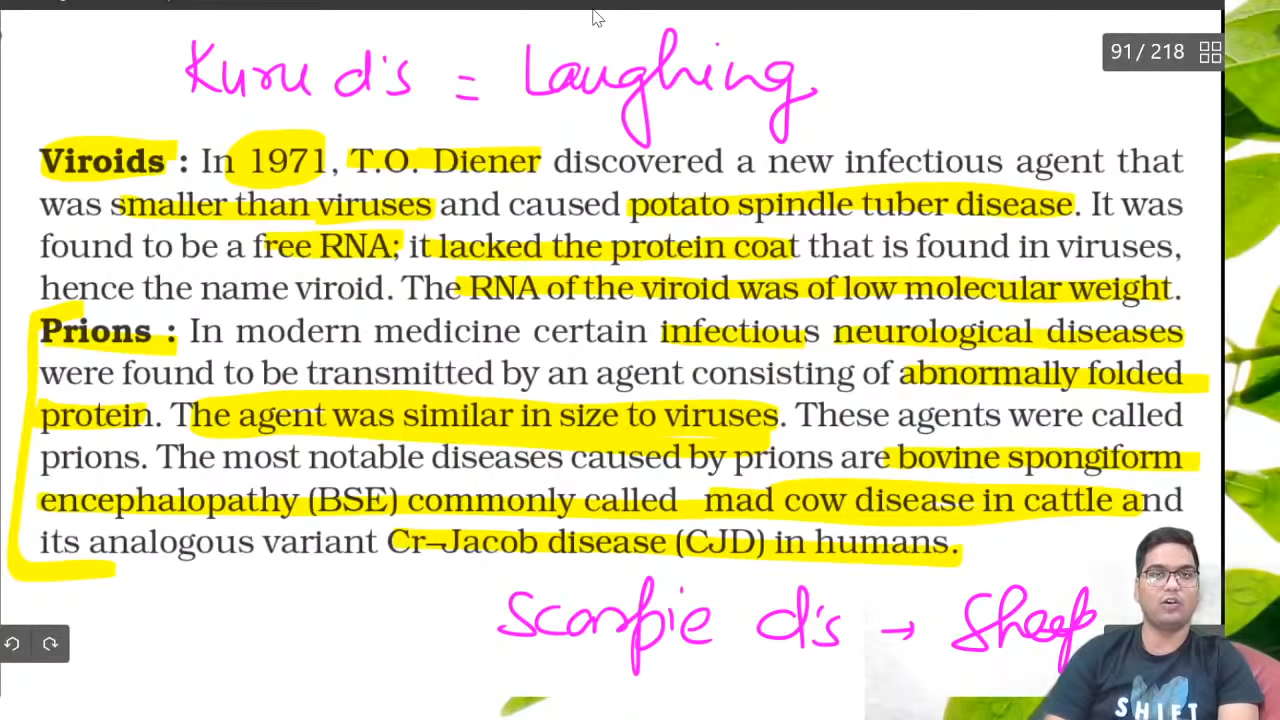 91 / 218
Kuru d's = Laughing
Viroids : In 1971, T.O. Diener discovered a new infectious agent that
was smaller than viruses and caused potato spindle tuber disease. It was
found to be a free RNA; it lacked the protein coat that is found in viruses,
hence the name viroid. The RNA of the viroid was of low molecular weight.
Prions : In modern medicine certain infectious neurological diseases
were found to be transmitted by an agent consisting of abnormally folded
protein. The agent was similar in size to viruses. These agents were called
prions. The most notable diseases caused by prions are bovine spongiform
encephalopathy (BSE) commonly called mad cow disease in cattle and
its analogous variant Cr–Jacob disease (CJD) in humans.
Scarpie d's → Sheep
SHIFT